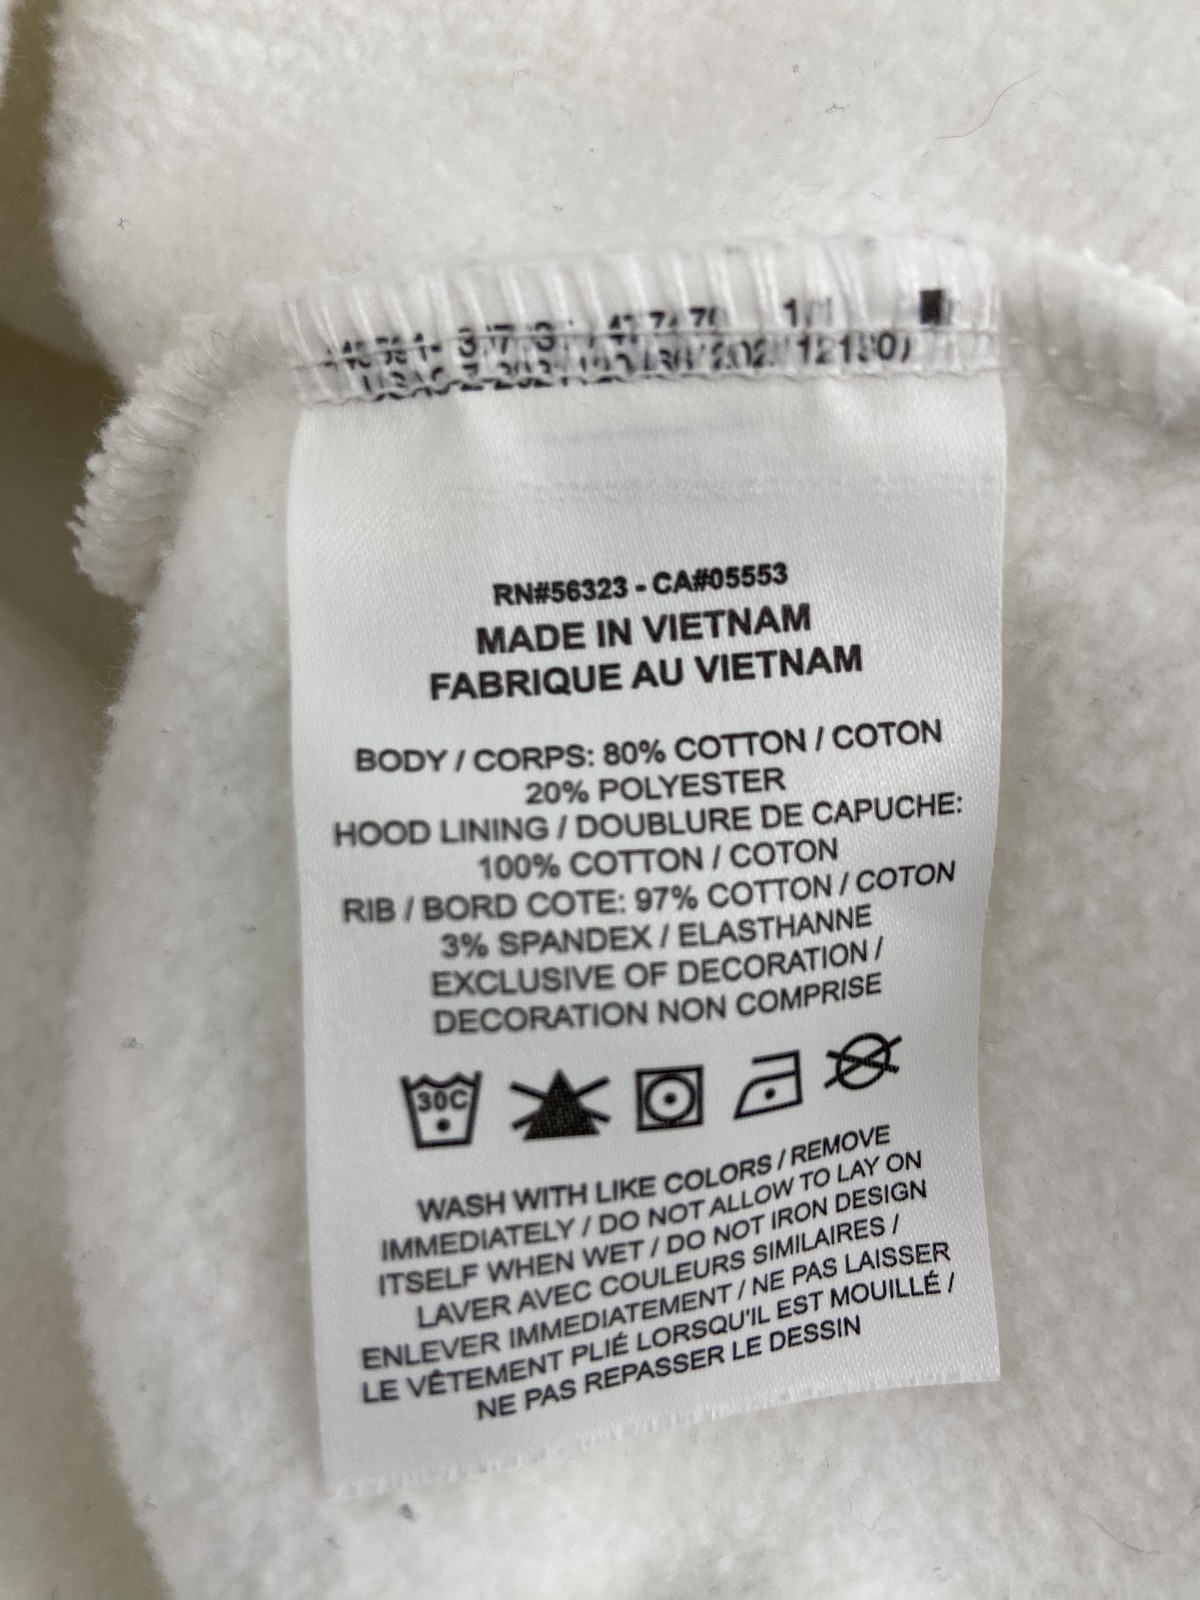 RN#56323 - CA#05553
MADE IN VIETNAM
FABRIQUE AU VIETNAM
BODY / CORPS: 80% COTTON / COTON
20% POLYESTER
HOOD LINING / DOUBLURE DE CAPUCHE:
100% COTTON / COTON
RIB / BORD COTE: 97% COTTON / COTON
3% SPANDEX / ELASTHANNE
EXCLUSIVE OF DECORATION /
DECORATION NON COMPRISE
30C
WASH WITH LIKE COLORS / REMOVE
IMMEDIATELY / DO NOT ALLOW TO LAY ON
ITSELF WHEN WET / DO NOT IRON DESIGN
LAVER AVEC COULEURS SIMILAIRES /
ENLEVER IMMEDIATEMENT / NE PAS LAISSER
LE VÊTEMENT PLIÉ LORSQU'IL EST MOUILLÉ /
NE PAS REPASSER LE DESSIN